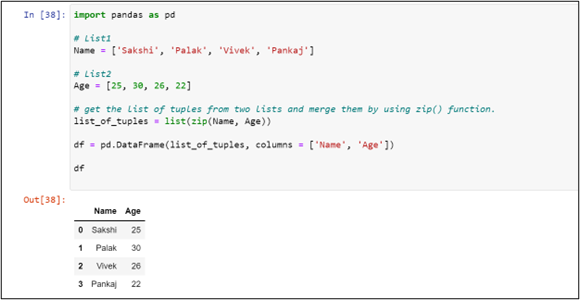 In [38]: import pandas as pd
# List1
Name = ['Sakshi', 'Palak', 'Vivek', 'Pankaj']
# List2
Age = [25, 30, 26, 22]
# get the list of tuples from two lists and merge them by using zip() function.
list_of_tuples = list(zip(Name, Age))
df = pd.DataFrame(list_of_tuples, columns = ['Name', 'Age'])
df
Out[38]:
Name Age
0 Sakshi 25
1 Palak 30
2 Vivek 26
3 Pankaj 22